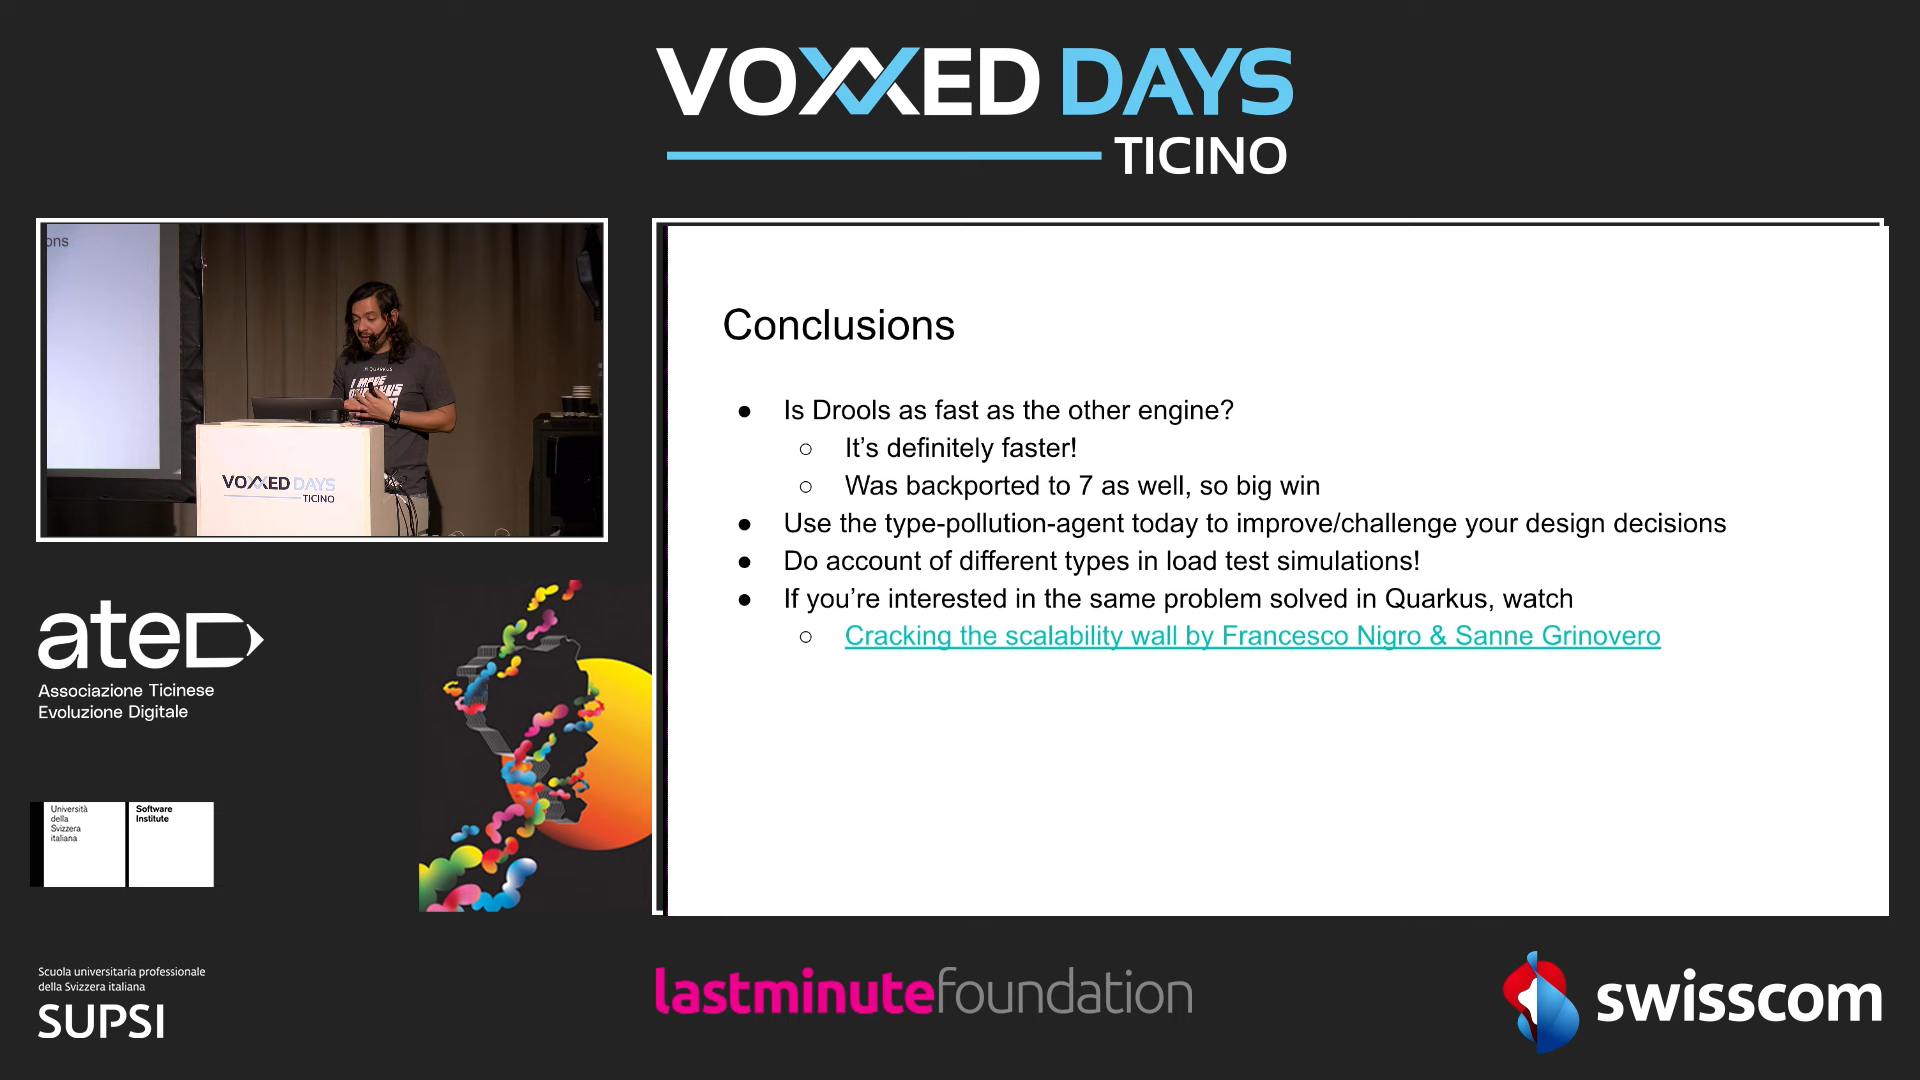 VOXXED DAYS
TICINO
ons
QUARKUS
I MADE
VOXXED DAYS
TICINO
Conclusions
● Is Drools as fast as the other engine?
○ It’s definitely faster!
○ Was backported to 7 as well, so big win
● Use the type-pollution-agent today to improve/challenge your design decisions
● Do account of different types in load test simulations!
● If you’re interested in the same problem solved in Quarkus, watch
○ Cracking the scalability wall by Francesco Nigro & Sanne Grinovero
ated
Associazione Ticinese
Evoluzione Digitale
Università
della
Svizzera
italiana
Software
Institute
Scuola universitaria professionale
della Svizzera italiana
SUPSI
lastminutefoundation
swisscom